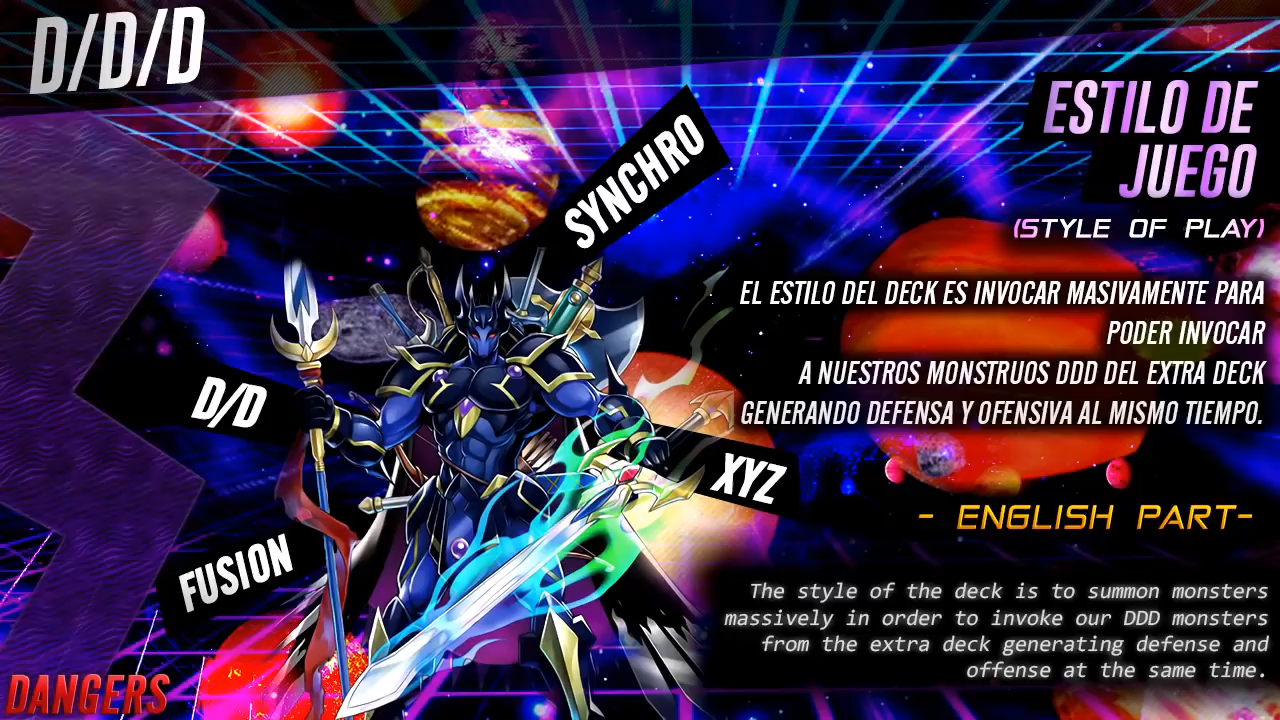 D/D/D
ESTILO DE
JUEGO
(STYLE OF PLAY)
SYNCHRO
D/D
XYZ
FUSION
EL ESTILO DEL DECK ES INVOCAR MASIVAMENTE PARA
PODER INVOCAR
A NUESTROS MONSTRUOS DDD DEL EXTRA DECK
GENERANDO DEFENSA Y OFENSIVA AL MISMO TIEMPO.
- ENGLISH PART-
The style of the deck is to summon monsters
massively in order to invoke our DDD monsters
from the extra deck generating defense and
offense at the same time.
DANGERS